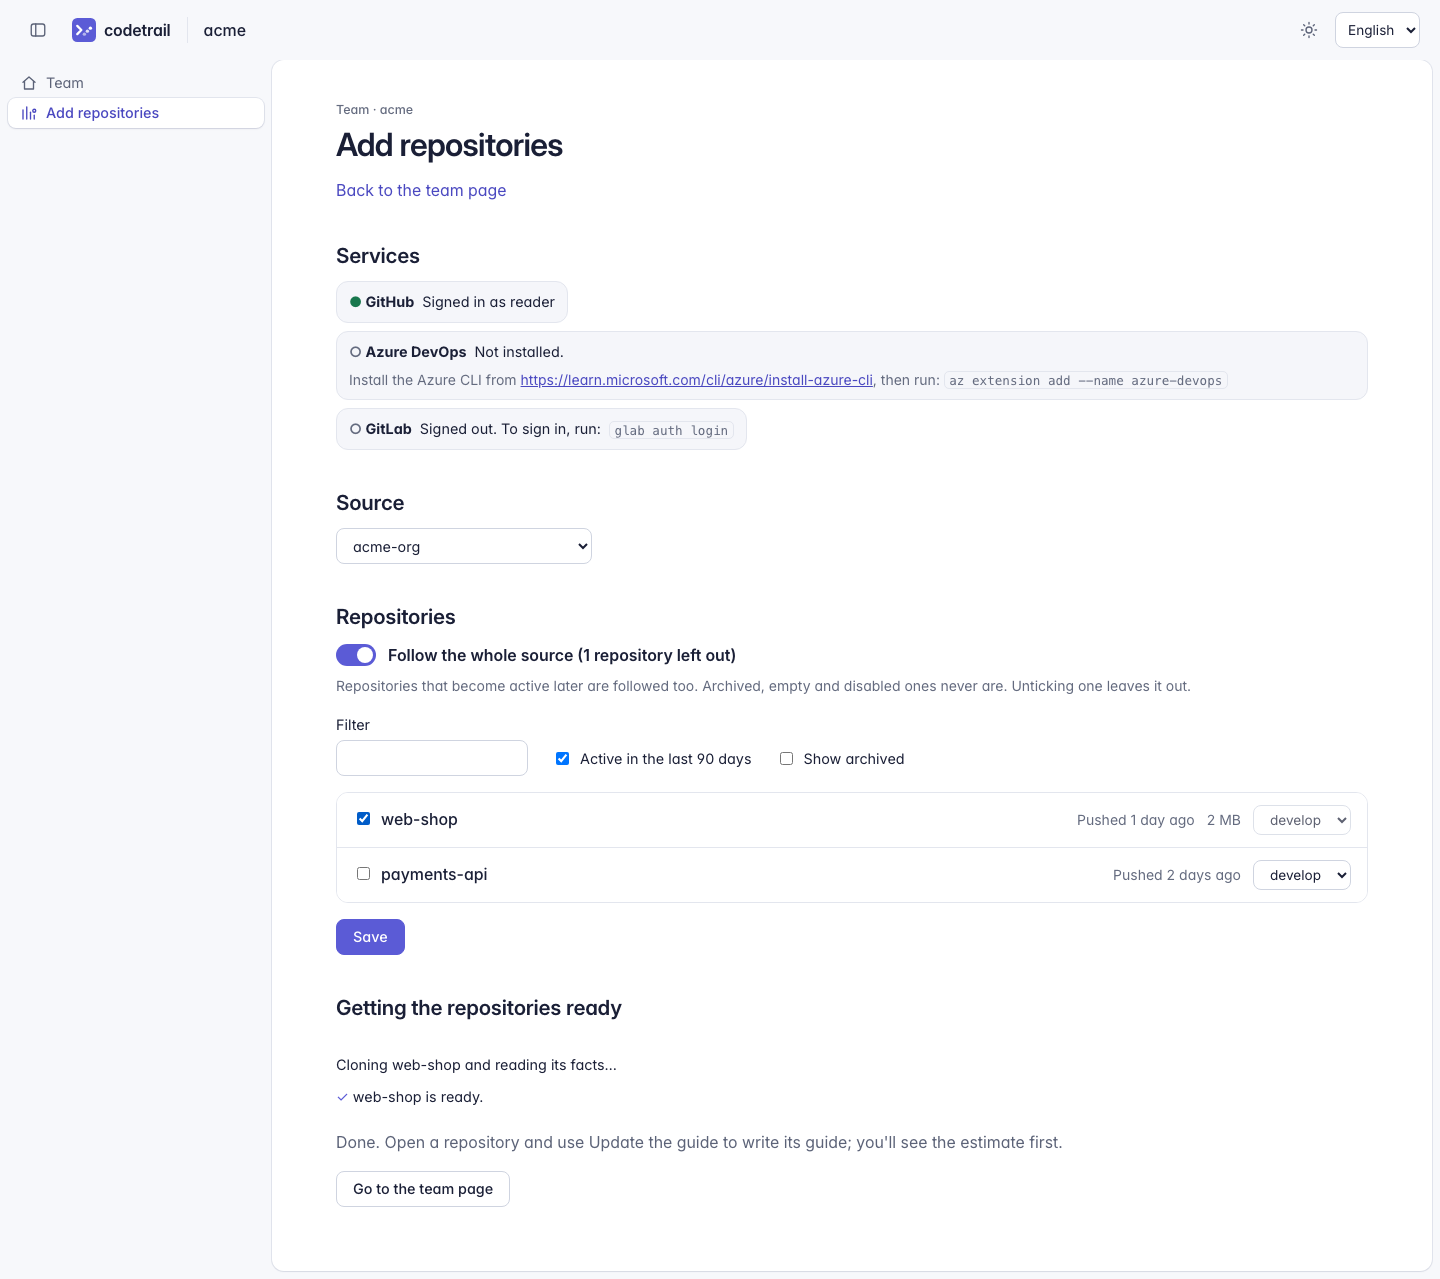 codetrail
acme
English
Team
Add repositories
Team · acme
Add repositories
Back to the team page
Services
GitHub Signed in as reader
Azure DevOps Not installed.
Install the Azure CLI from https://learn.microsoft.com/cli/azure/install-azure-cli, then run: az extension add --name azure-devops
GitLab Signed out. To sign in, run: glab auth login
Source
acme-org
Repositories
Follow the whole source (1 repository left out)
Repositories that become active later are followed too. Archived, empty and disabled ones never are. Unticking one leaves it out.
Filter
Active in the last 90 days
Show archived
web-shop Pushed 1 day ago 2 MB develop
payments-api Pushed 2 days ago develop
Save
Getting the repositories ready
Cloning web-shop and reading its facts...
✓ web-shop is ready.
Done. Open a repository and use Update the guide to write its guide; you'll see the estimate first.
Go to the team page